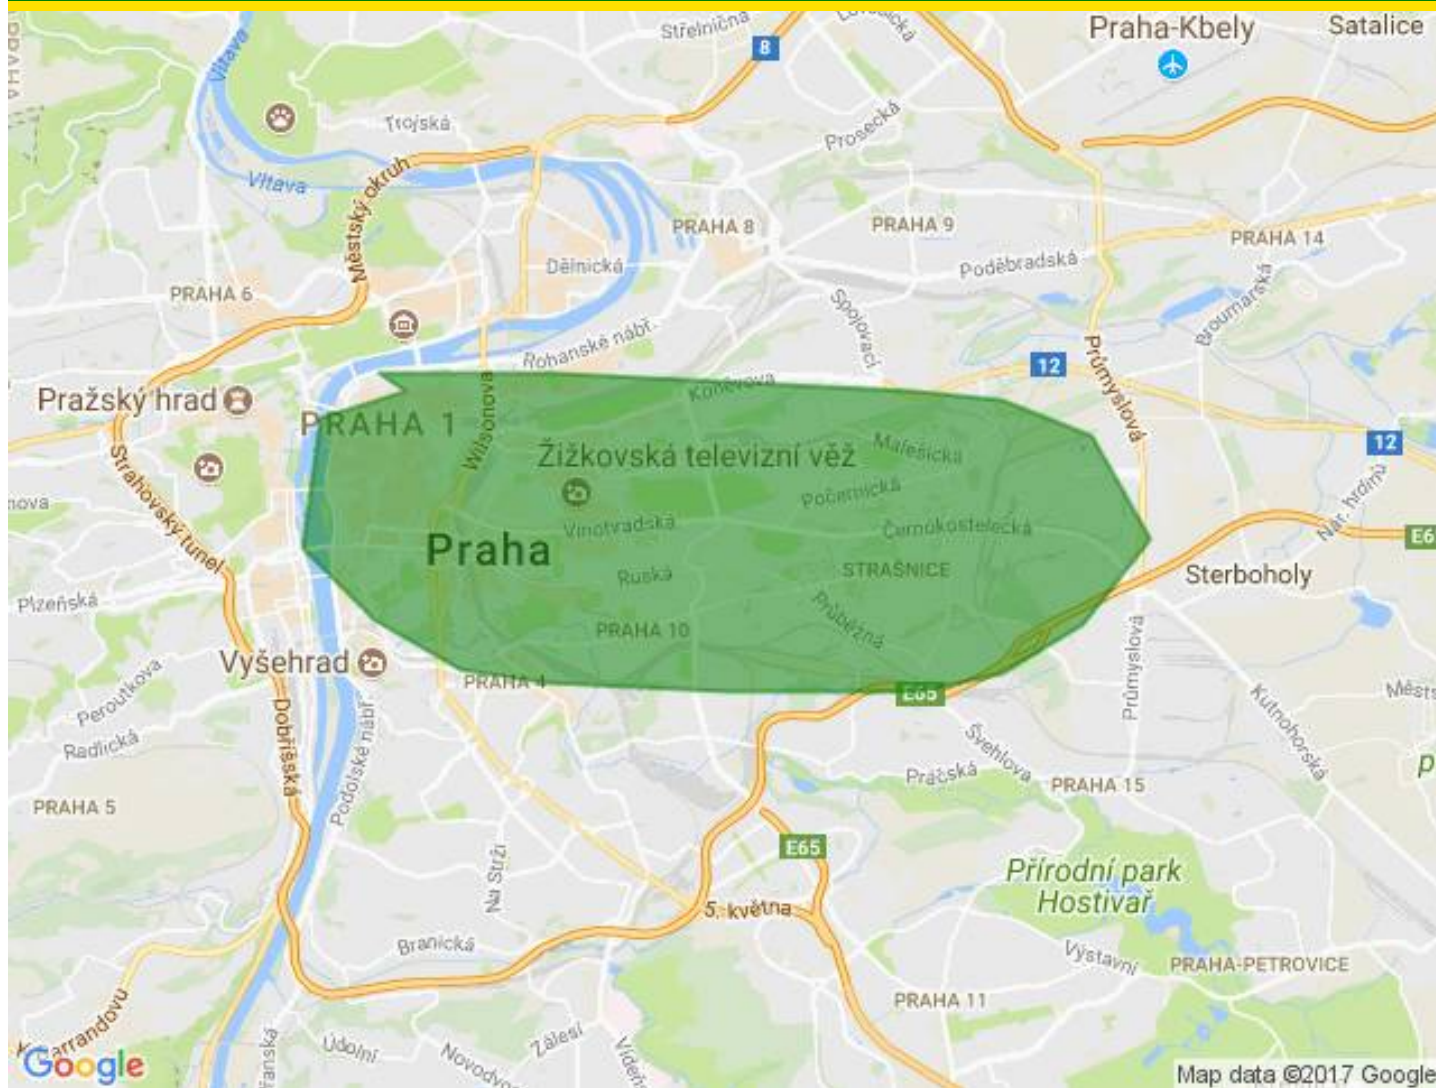 Střelničná
Praha-Kbely
Satalice
8
Vltava
Trojská
Prosecká
Vltava
Městský okruh
PRAHA 8
PRAHA 9
PRAHA 14
Dělnická
Poděbradská
PRAHA 6
Broumarská
Spojovací
Rohanské nábř.
Průmyslová
12
Pražský hrad
Koněvova
PRAHA 1
Wilsonova
Malešická
12
Žižkovská televizní věž
Strahovský tunel
Počernická
Nár. hrdinů
Vinohradská
Černokostelecká
Praha
STRAŠNICE
Ruská
Sterboholy
Plzeňská
Průběžná
PRAHA 10
Průmyslová
Vyšehrad
PRAHA 4
E65
Peroutkova
Radlická
Dobříšská
Podolské nábř.
Kutnohorská
Švehlova
Práčská
PRAHA 15
PRAHA 5
E65
Na Strži
Přírodní park
Hostivař
5. května
Branická
Výstavní
PRAHA-PETROVICE
PRAHA 11
Údolní
Zálesí
Google
Map data ©2017 Google